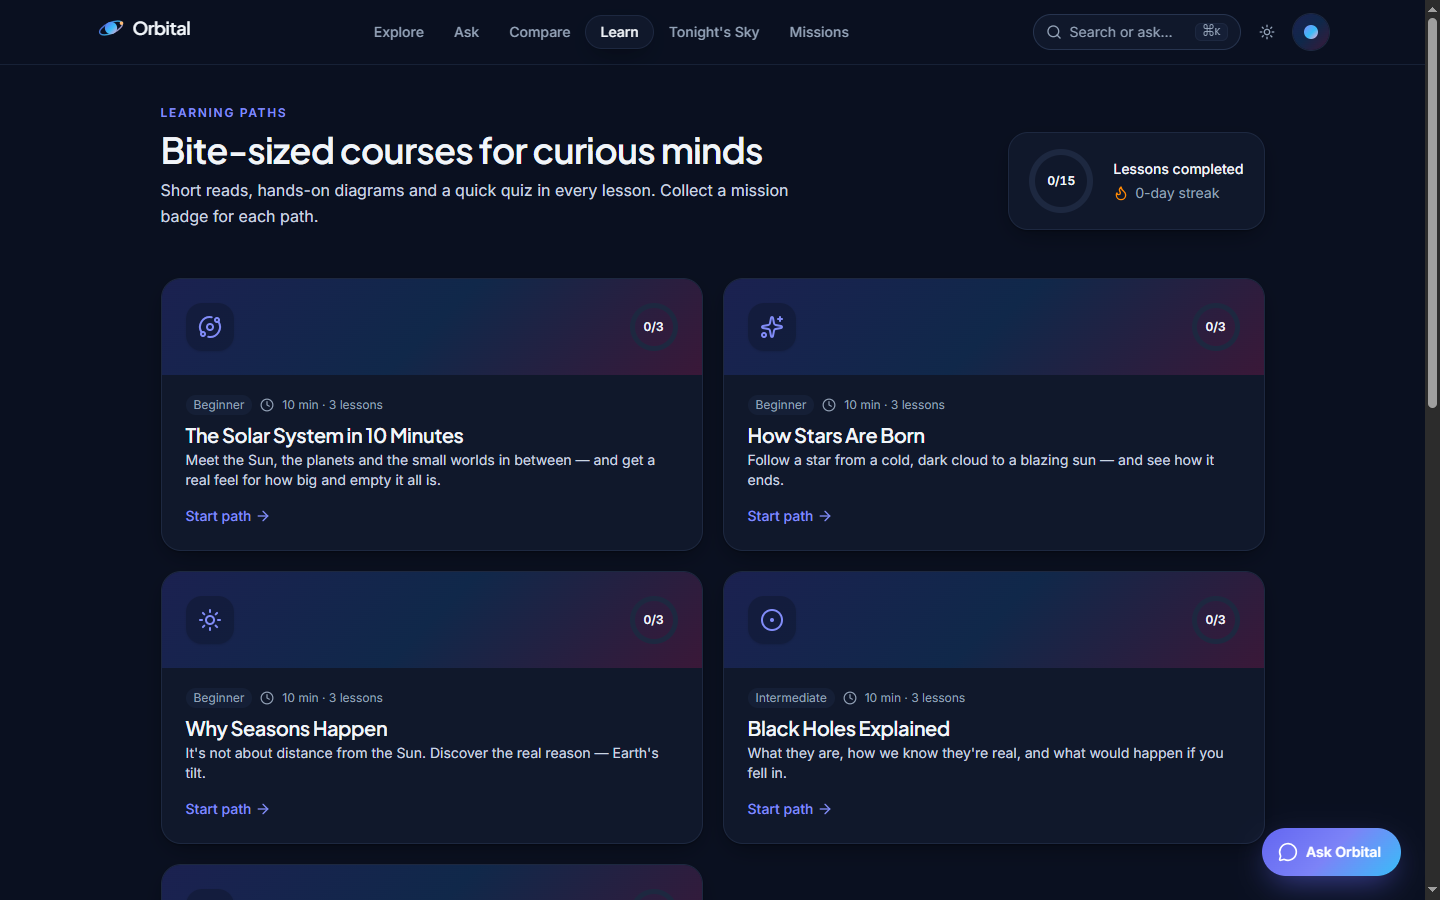 Orbital
Explore
Ask
Compare
Learn
Tonight's Sky
Missions
Search or ask...
⌘K
LEARNING PATHS
Bite-sized courses for curious minds
Short reads, hands-on diagrams and a quick quiz in every lesson. Collect a mission
badge for each path.
0/15
Lessons completed
0-day streak
0/3
Beginner
10 min · 3 lessons
The Solar System in 10 Minutes
Meet the Sun, the planets and the small worlds in between — and get a
real feel for how big and empty it all is.
Start path →
0/3
Beginner
10 min · 3 lessons
How Stars Are Born
Follow a star from a cold, dark cloud to a blazing sun — and see how it
ends.
Start path →
0/3
Beginner
10 min · 3 lessons
Why Seasons Happen
It's not about distance from the Sun. Discover the real reason — Earth's
tilt.
Start path →
0/3
Intermediate
10 min · 3 lessons
Black Holes Explained
What they are, how we know they're real, and what would happen if you
fell in.
Start path →
Ask Orbital